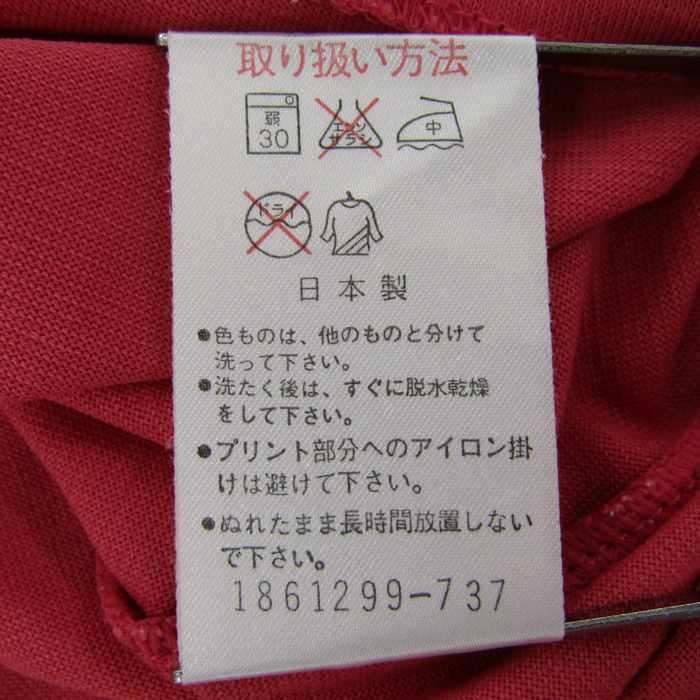 取り扱い方法
弱
30
エンソ
サラシ
中
ドライ
日本製
●色ものは、他のものと分けて
洗って下さい。
●洗たく後は、すぐに脱水乾燥
をして下さい。
●プリント部分へのアイロン掛
けは避けて下さい。
●ぬれたまま長時間放置しない
で下さい。
1861299-737